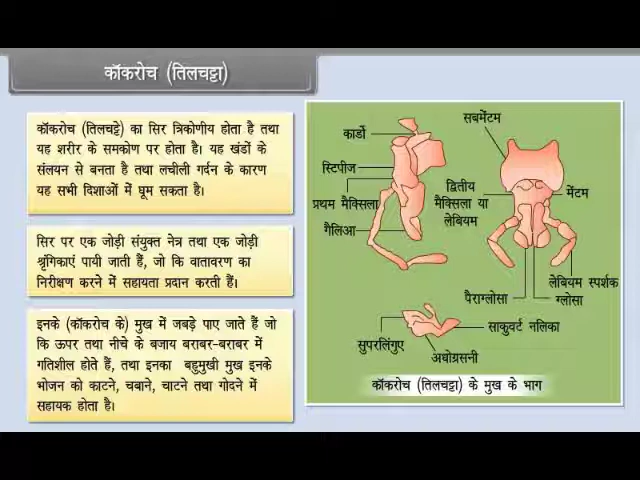 कॉकरोच (तिलचट्टा)
कॉकरोच (तिलचट्टे) का सिर त्रिकोणीय होता है तथा
यह शरीर के समकोण पर होता है। यह खंडों के
संलयन से बनता है तथा लचीली गर्दन के कारण
यह सभी दिशाओं में घूम सकता है।
सिर पर एक जोड़ी संयुक्त नेत्र तथा एक जोड़ी
श्रृंगिकाएं पायी जाती हैं, जो कि वातावरण का
निरीक्षण करने में सहायता प्रदान करती हैं।
इनके (कॉकरोच के) मुख में जबड़े पाए जाते हैं जो
कि ऊपर तथा नीचे के बजाय बराबर-बराबर में
गतिशील होते हैं, तथा इनका बहुमुखी मुख इनके
भोजन को काटने, चबाने, चाटने तथा गोदने में
सहायक होता है।
कार्डो
स्टिपीज
प्रथम मैक्सिला
गैलिआ
सबमेंटम
द्वितीय
मैक्सिला या
लेबियम
मेंटम
लेबियम स्पर्शक
पैराग्लोसा
ग्लोसा
सुपरलिंगुए
अधोग्रसनी
साकुवर्ट नलिका
कॉकरोच (तिलचट्टा) के मुख के भाग